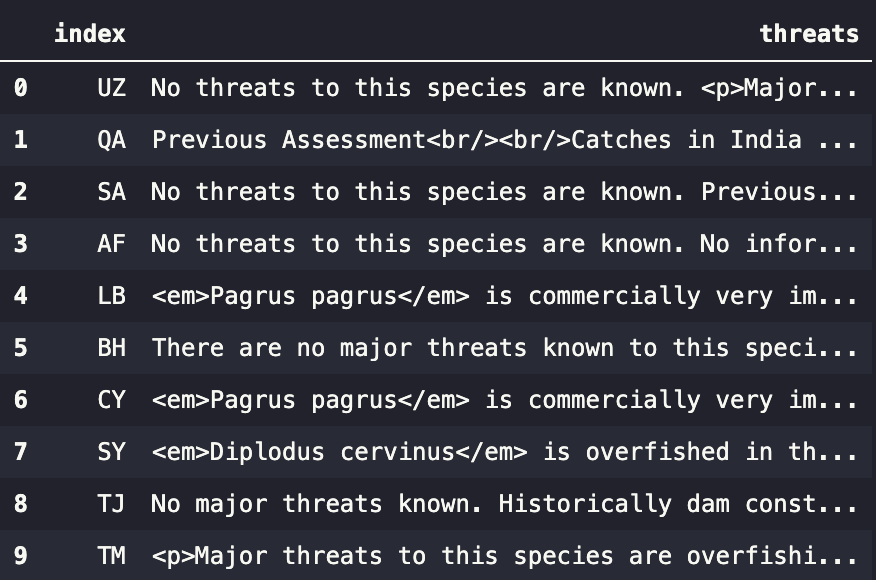 index threats
0 UZ No threats to this species are known. <p>Major...
1 QA Previous Assessment<br/><br/>Catches in India ...
2 SA No threats to this species are known. Previous...
3 AF No threats to this species are known. No infor...
4 LB <em>Pagrus pagrus</em> is commercially very im...
5 BH There are no major threats known to this speci...
6 CY <em>Pagrus pagrus</em> is commercially very im...
7 SY <em>Diplodus cervinus</em> is overfished in th...
8 TJ No major threats known. Historically dam const...
9 TM <p>Major threats to this species are overfishi...